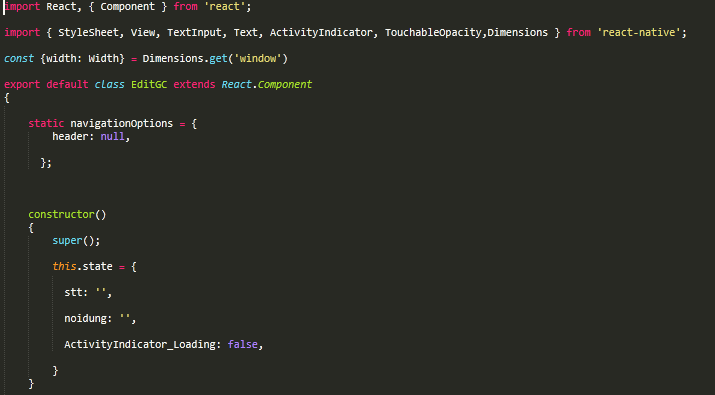 import React, { Component } from 'react';
import { StyleSheet, View, TextInput, Text, ActivityIndicator, TouchableOpacity,Dimensions } from 'react-native';
const {width: Width} = Dimensions.get('window')
export default class EditGC extends React.Component
{
static navigationOptions = {
header: null,
};
constructor()
{
super();
this.state = {
stt: '',
noidung: '',
ActivityIndicator_Loading: false,
}
}